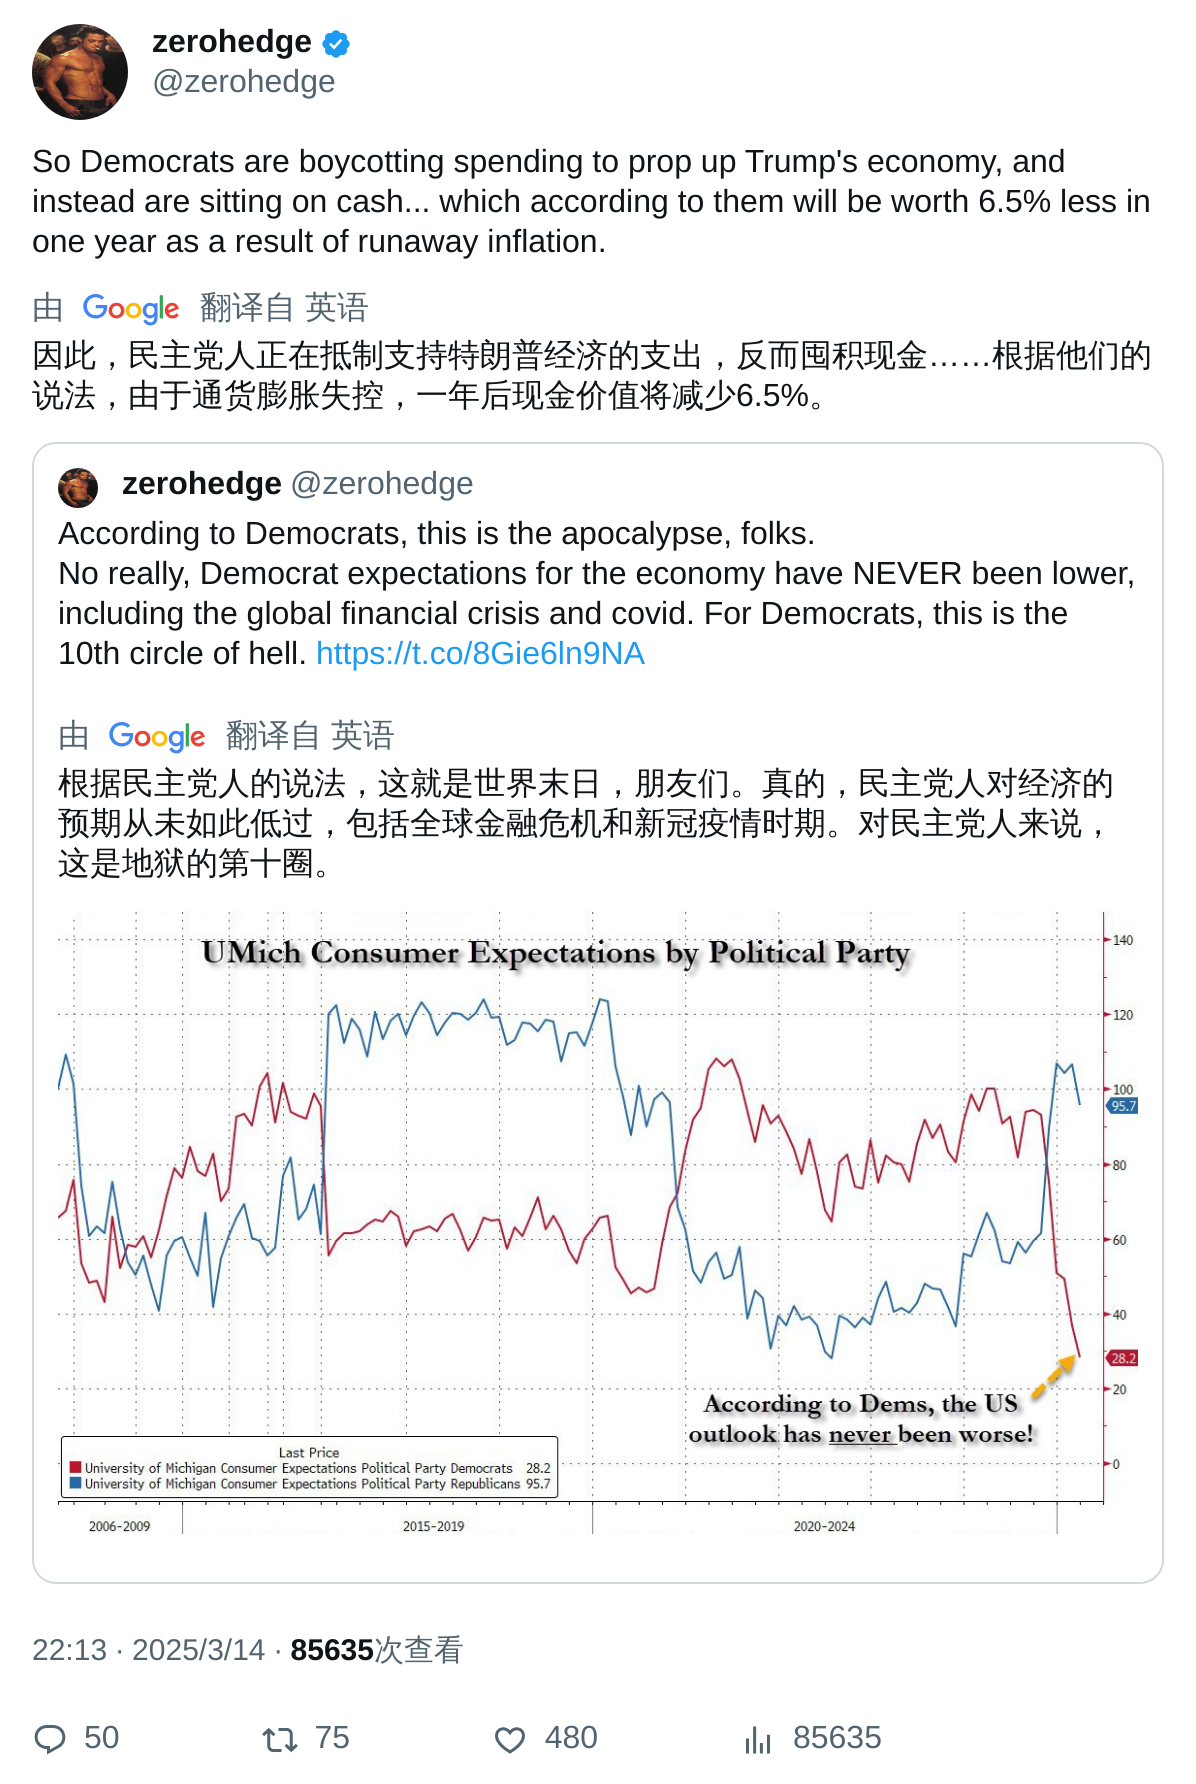 zerohedge
@zerohedge
So Democrats are boycotting spending to prop up Trump's economy, and
instead are sitting on cash... which according to them will be worth 6.5% less in
one year as a result of runaway inflation.
由 Google 翻译自 英语
因此，民主党人正在抵制支持特朗普经济的支出，反而囤积现金……根据他们的
说法，由于通货膨胀失控，一年后现金价值将减少6.5%。
zerohedge @zerohedge
According to Democrats, this is the apocalypse, folks.
No really, Democrat expectations for the economy have NEVER been lower,
including the global financial crisis and covid. For Democrats, this is the
10th circle of hell. https://t.co/8Gie6ln9NA
由 Google 翻译自 英语
根据民主党人的说法，这就是世界末日，朋友们。真的，民主党人对经济的
预期从未如此低过，包括全球金融危机和新冠疫情时期。对民主党人来说，
这是地狱的第十圈。
UMich Consumer Expectations by Political Party
140
120
100
95.7
80
60
40
28.2
20
0
According to Dems, the US
outlook has never been worse!
Last Price
University of Michigan Consumer Expectations Political Party Democrats 28.2
University of Michigan Consumer Expectations Political Party Republicans 95.7
2006-2009 2015-2019 2020-2024
22:13 · 2025/3/14 · 85635次查看
50 75 480 85635